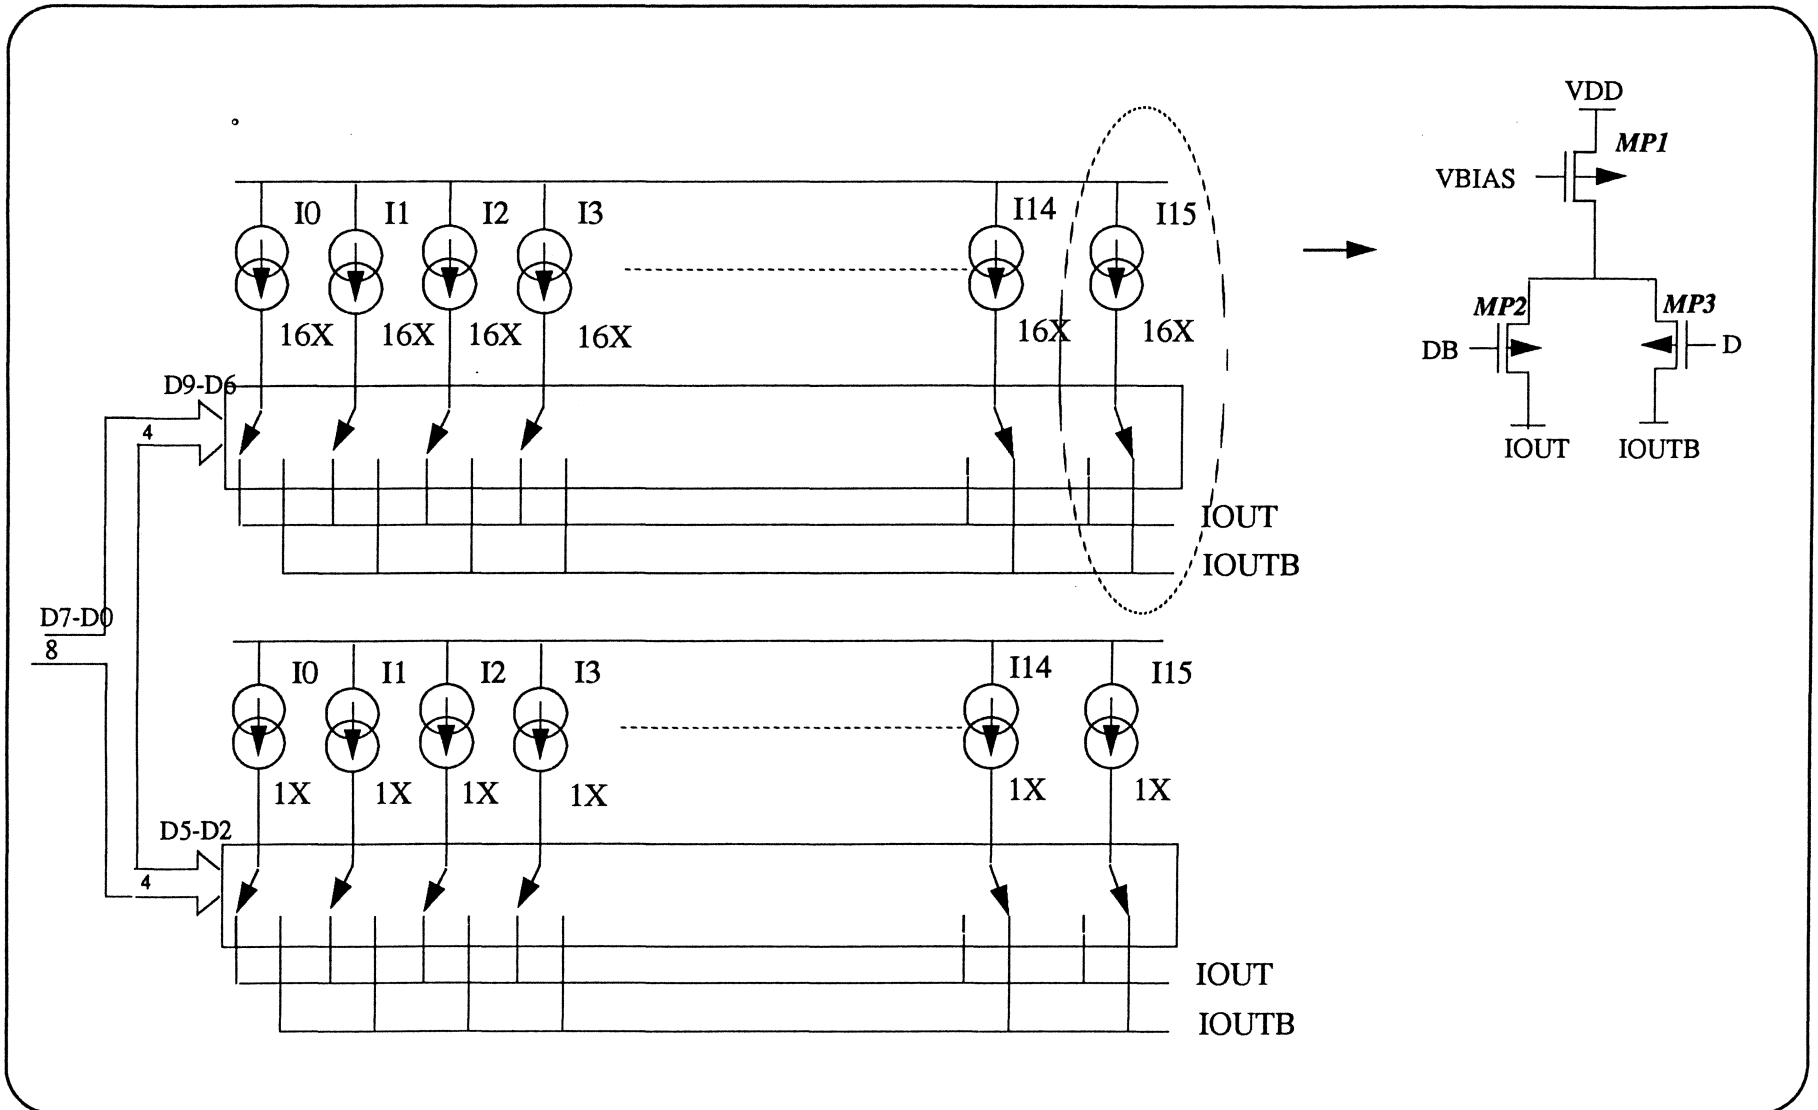 VDD
MP1
VBIAS
I0 I1 I2 I3 I14 I15
16X 16X 16X 16X 16X 16X
MP2 MP3
DB D
IOUT IOUTB
D9-D6
4
IOUT
IOUTB
D7-D0
8
I0 I1 I2 I3 I14 I15
1X 1X 1X 1X 1X 1X
D5-D2
4
IOUT
IOUTB